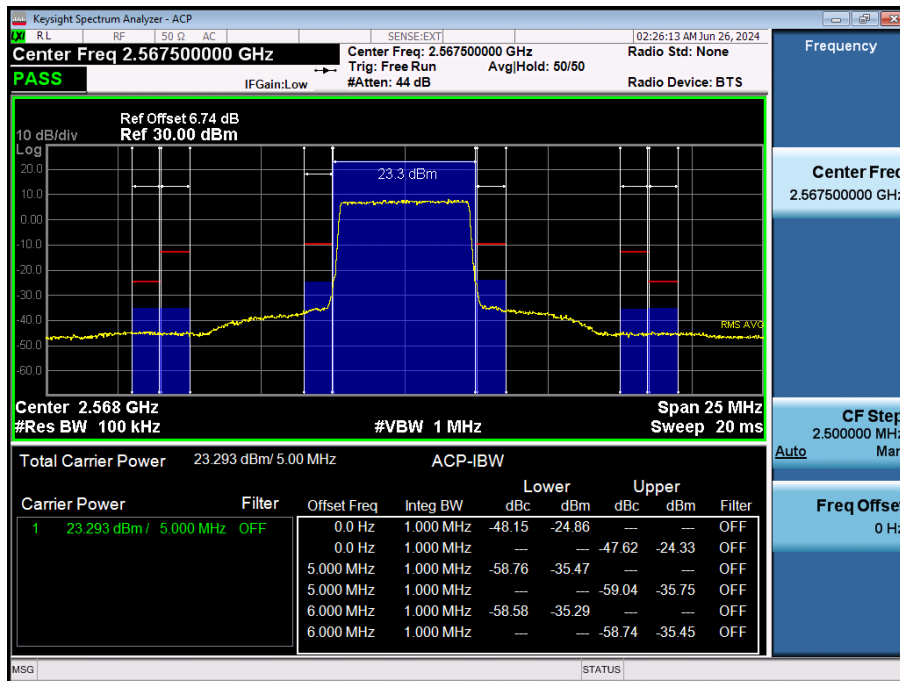 Keysight Spectrum Analyzer - ACP
LXI RL RF 50 Ω AC SENSE:EXT 02:26:13 AM Jun 26, 2024
Center Freq 2.567500000 GHz
PASS
IFGain:Low
Center Freq: 2.567500000 GHz
Trig: Free Run Avg|Hold: 50/50
#Atten: 44 dB
Radio Std: None
Radio Device: BTS
Ref Offset 6.74 dB
10 dB/div Ref 30.00 dBm
Log
20.0
10.0
0.00
-10.0
-20.0
-30.0
-40.0
-50.0
-60.0
23.3 dBm
RMS AVG
Center 2.568 GHz Span 25 MHz
#Res BW 100 kHz #VBW 1 MHz Sweep 20 ms
Total Carrier Power 23.293 dBm/ 5.00 MHz ACP-IBW
Carrier Power Filter
1 23.293 dBm / 5.000 MHz OFF
Lower Upper
Offset Freq Integ BW dBc dBm dBc dBm Filter
0.0 Hz 1.000 MHz -48.15 -24.86 --- --- OFF
0.0 Hz 1.000 MHz --- --- -47.62 -24.33 OFF
5.000 MHz 1.000 MHz -58.76 -35.47 --- --- OFF
5.000 MHz 1.000 MHz --- --- -59.04 -35.75 OFF
6.000 MHz 1.000 MHz -58.58 -35.29 --- --- OFF
6.000 MHz 1.000 MHz --- --- -58.74 -35.45 OFF
MSG STATUS
Frequency
Center Freq
2.567500000 GHz
CF Step
2.500000 MHz
Auto Man
Freq Offset
0 Hz